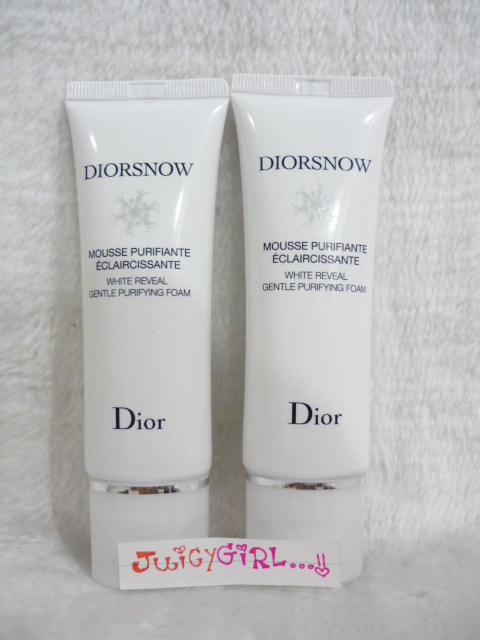 DIORSNOW
MOUSSE PURIFIANTE
ÉCLAIRCISSANTE
WHITE REVEAL
GENTLE PURIFYING FOAM
Dior
DIORSNOW
MOUSSE PURIFIANTE
ÉCLAIRCISSANTE
WHITE REVEAL
GENTLE PURIFYING FOAM
Dior
JUiGYGiRL...!!